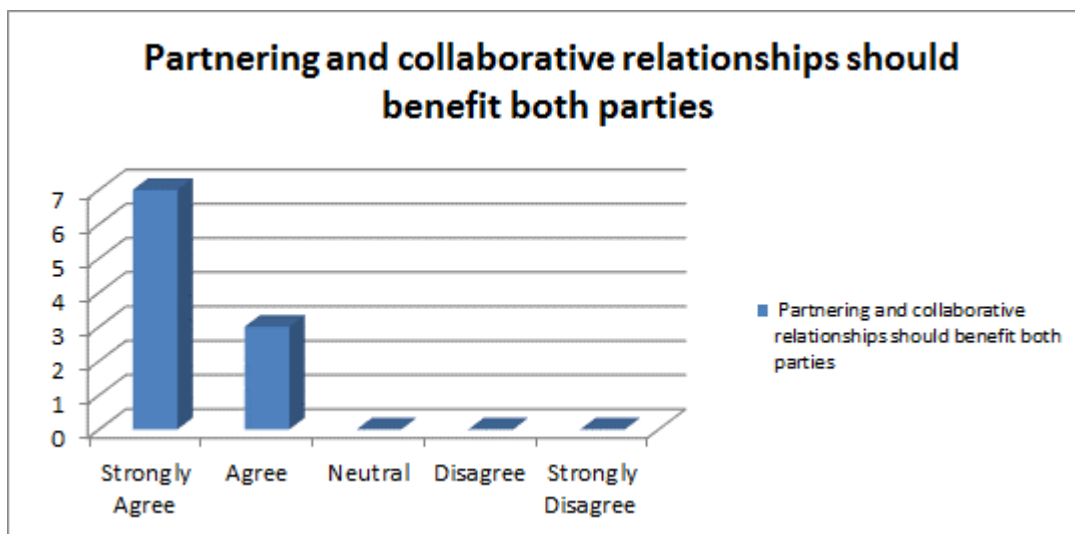 Partnering and collaborative relationships should
benefit both parties
7
6
5
4
3
2
1
0
Strongly
Agree
Agree
Neutral
Disagree
Strongly
Disagree
Partnering and collaborative
relationships should benefit both
parties